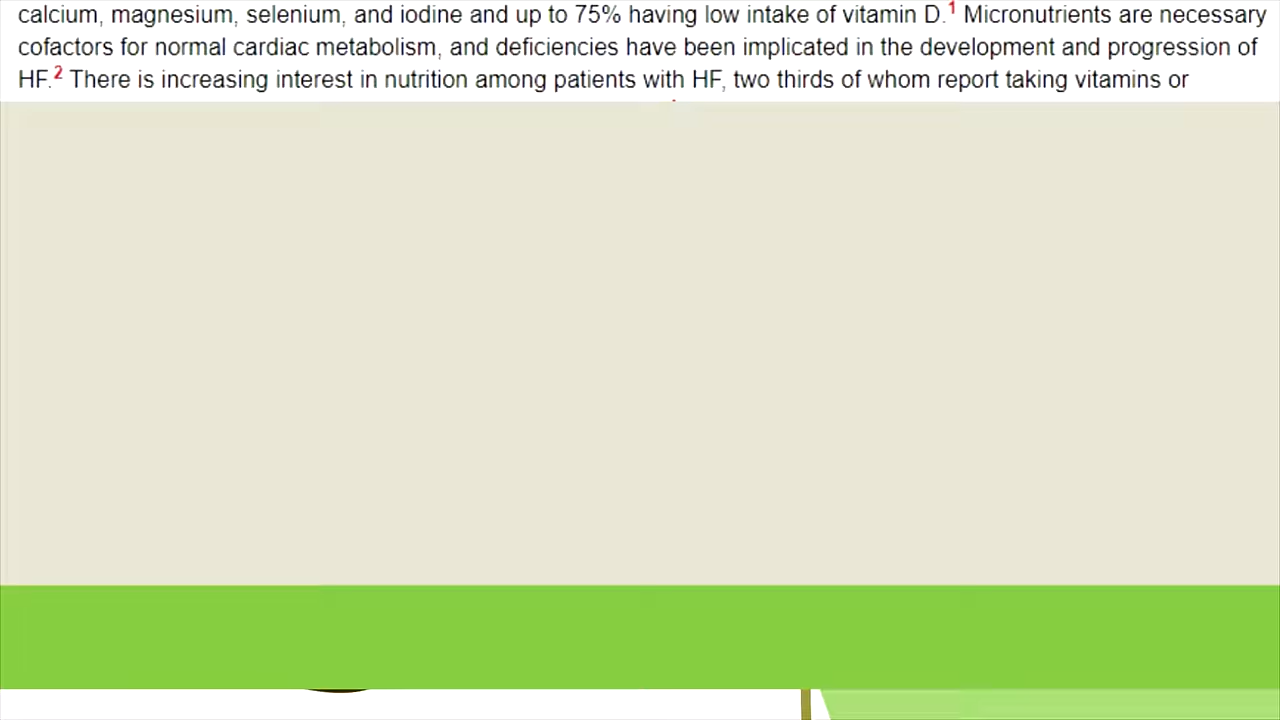 calcium, magnesium, selenium, and iodine and up to 75% having low intake of vitamin D.1 Micronutrients are necessary
cofactors for normal cardiac metabolism, and deficiencies have been implicated in the development and progression of
HF.2 There is increasing interest in nutrition among patients with HF, two thirds of whom report taking vitamins or